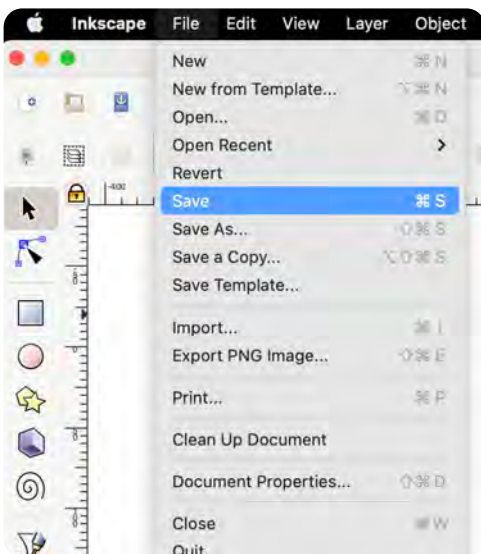 Inkscape File Edit View Layer Object
New ⌘ N
New from Template... ⌥ ⌘ N
Open... ⌘ O
Open Recent >
Revert
Save ⌘ S
Save As... ⇧ ⌘ S
Save a Copy... ⌥ ⇧ ⌘ S
Save Template...
Import... ⌘ I
Export PNG Image... ⇧ ⌘ E
Print... ⌘ P
Clean Up Document
Document Properties... ⇧ ⌘ D
Close ⌘ W
Quit
-400